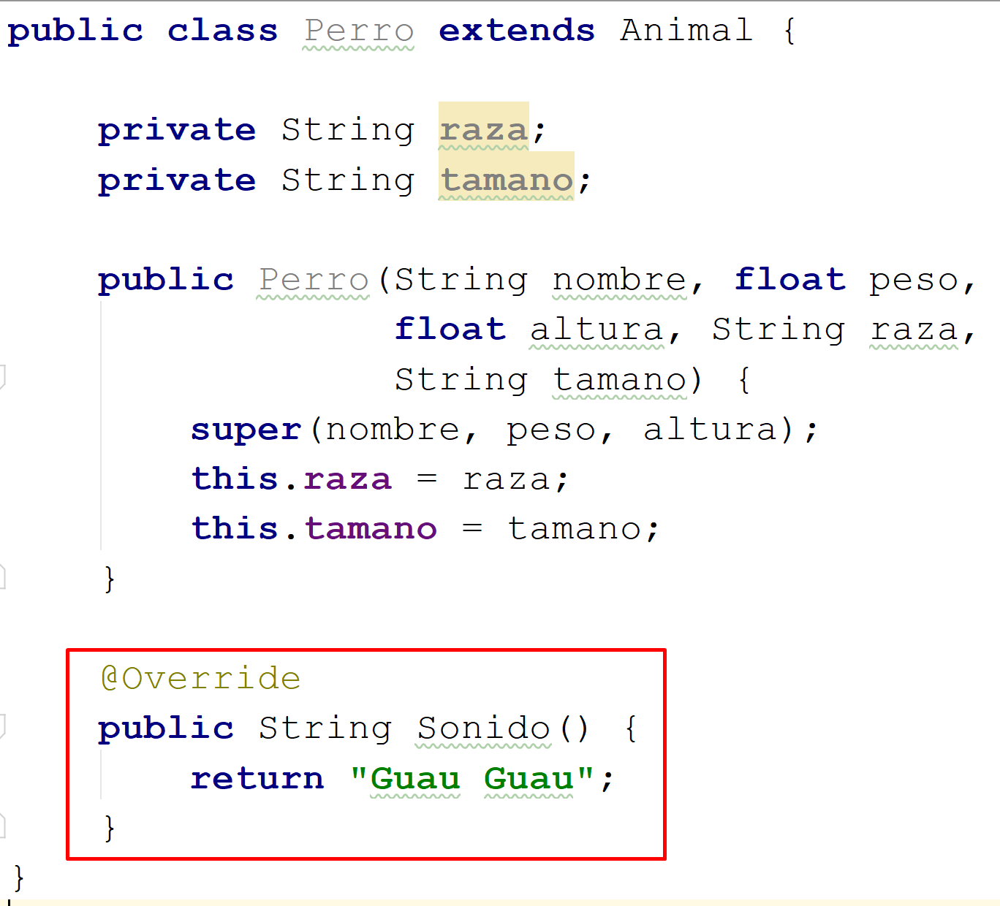 public class Perro extends Animal {
private String raza;
private String tamano;
public Perro(String nombre, float peso,
float altura, String raza,
String tamano) {
super(nombre, peso, altura);
this.raza = raza;
this.tamano = tamano;
}
@Override
public String Sonido() {
return "Guau Guau";
}
}